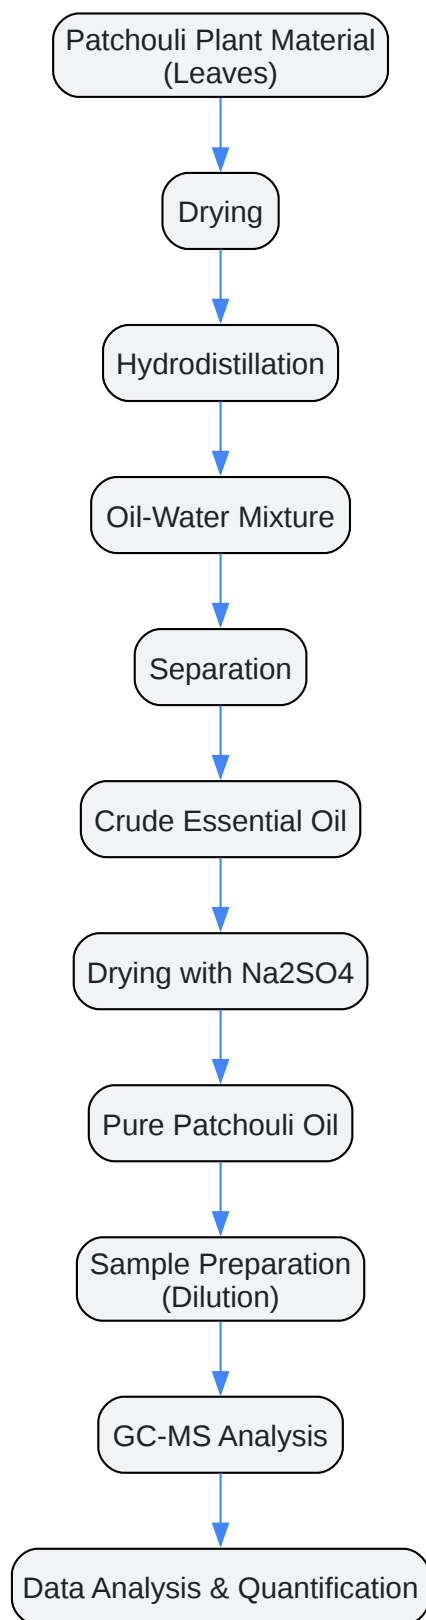 Patchouli Plant Material
(Leaves)
Drying
Hydrodistillation
Oil-Water Mixture
Separation
Crude Essential Oil
Drying with Na2SO4
Pure Patchouli Oil
Sample Preparation
(Dilution)
GC-MS Analysis
Data Analysis & Quantification